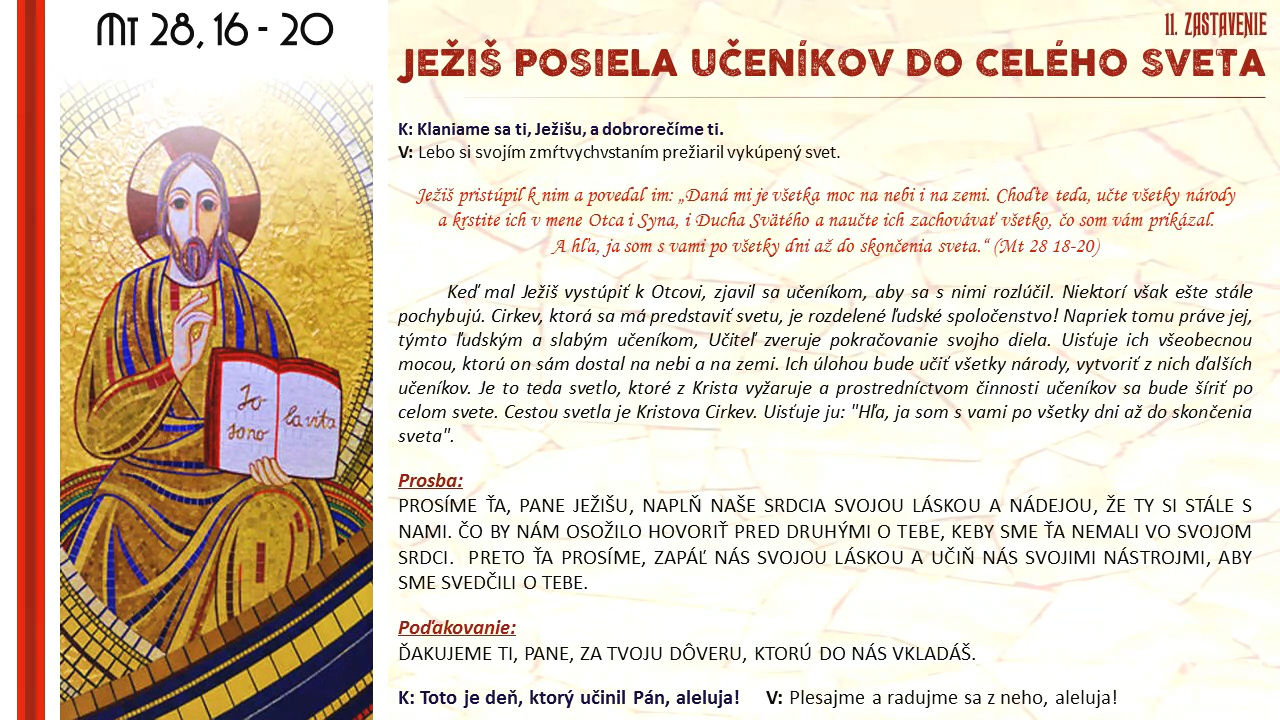 Mt 28, 16 - 20
11. ZASTAVENIE
JEŽIŠ POSIELA UČENÍKOV DO CELÉHO SVETA
K: Klaniame sa ti, Ježišu, a dobrorečíme ti.
V: Lebo si svojím zmŕtvychvstaním prežiaril vykúpený svet.
Ježiš pristúpil k nim a povedal im: „Daná mi je všetka moc na nebi i na zemi. Choďte teda, učte všetky národy
a krstite ich v mene Otca i Syna, i Ducha Svätého a naučte ich zachovávať všetko, čo som vám prikázal.
A hľa, ja som s vami po všetky dni až do skončenia sveta.“ (Mt 28 18-20)
Keď mal Ježiš vystúpiť k Otcovi, zjavil sa učeníkom, aby sa s nimi rozlúčil. Niektorí však ešte stále
pochybujú. Cirkev, ktorá sa má predstaviť svetu, je rozdelené ľudské spoločenstvo! Napriek tomu práve jej,
týmto ľudským a slabým učeníkom, Učiteľ zveruje pokračovanie svojho diela. Uisťuje ich všeobecnou
mocou, ktorú on sám dostal na nebi a na zemi. Ich úlohou bude učiť všetky národy, vytvoriť z nich ďalších
učeníkov. Je to teda svetlo, ktoré z Krista vyžaruje a prostredníctvom činnosti učeníkov sa bude šíriť po
celom svete. Cestou svetla je Kristova Cirkev. Uisťuje ju: "Hľa, ja som s vami po všetky dni až do skončenia
sveta".
Prosba:
PROSÍME ŤA, PANE JEŽIŠU, NAPLŇ NAŠE SRDCIA SVOJOU LÁSKOU A NÁDEJOU, ŽE TY SI STÁLE S
NAMI. ČO BY NÁM OSOŽILO HOVORIŤ PRED DRUHÝMI O TEBE, KEBY SME ŤA NEMALI VO SVOJOM
SRDCI. PRETO ŤA PROSÍME, ZAPÁĽ NÁS SVOJOU LÁSKOU A UČIŇ NÁS SVOJIMI NÁSTROJMI, ABY
SME SVEDČILI O TEBE.
Poďakovanie:
ĎAKUJEME TI, PANE, ZA TVOJU DÔVERU, KTORÚ DO NÁS VKLADÁŠ.
K: Toto je deň, ktorý učinil Pán, aleluja! V: Plesajme a radujme sa z neho, aleluja!
Io
sono
la vita